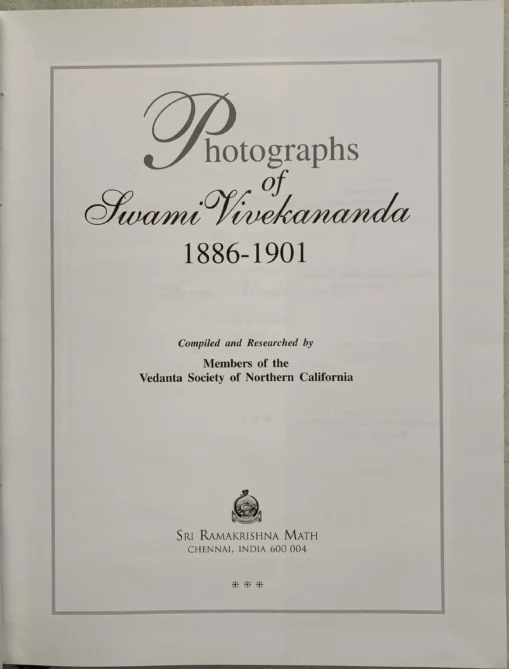 Photographs
of
Swami Vivekananda
1886-1901
Compiled and Researched by
Members of the
Vedanta Society of Northern California
SRI RAMAKRISHNA MATH
CHENNAI, INDIA 600 004